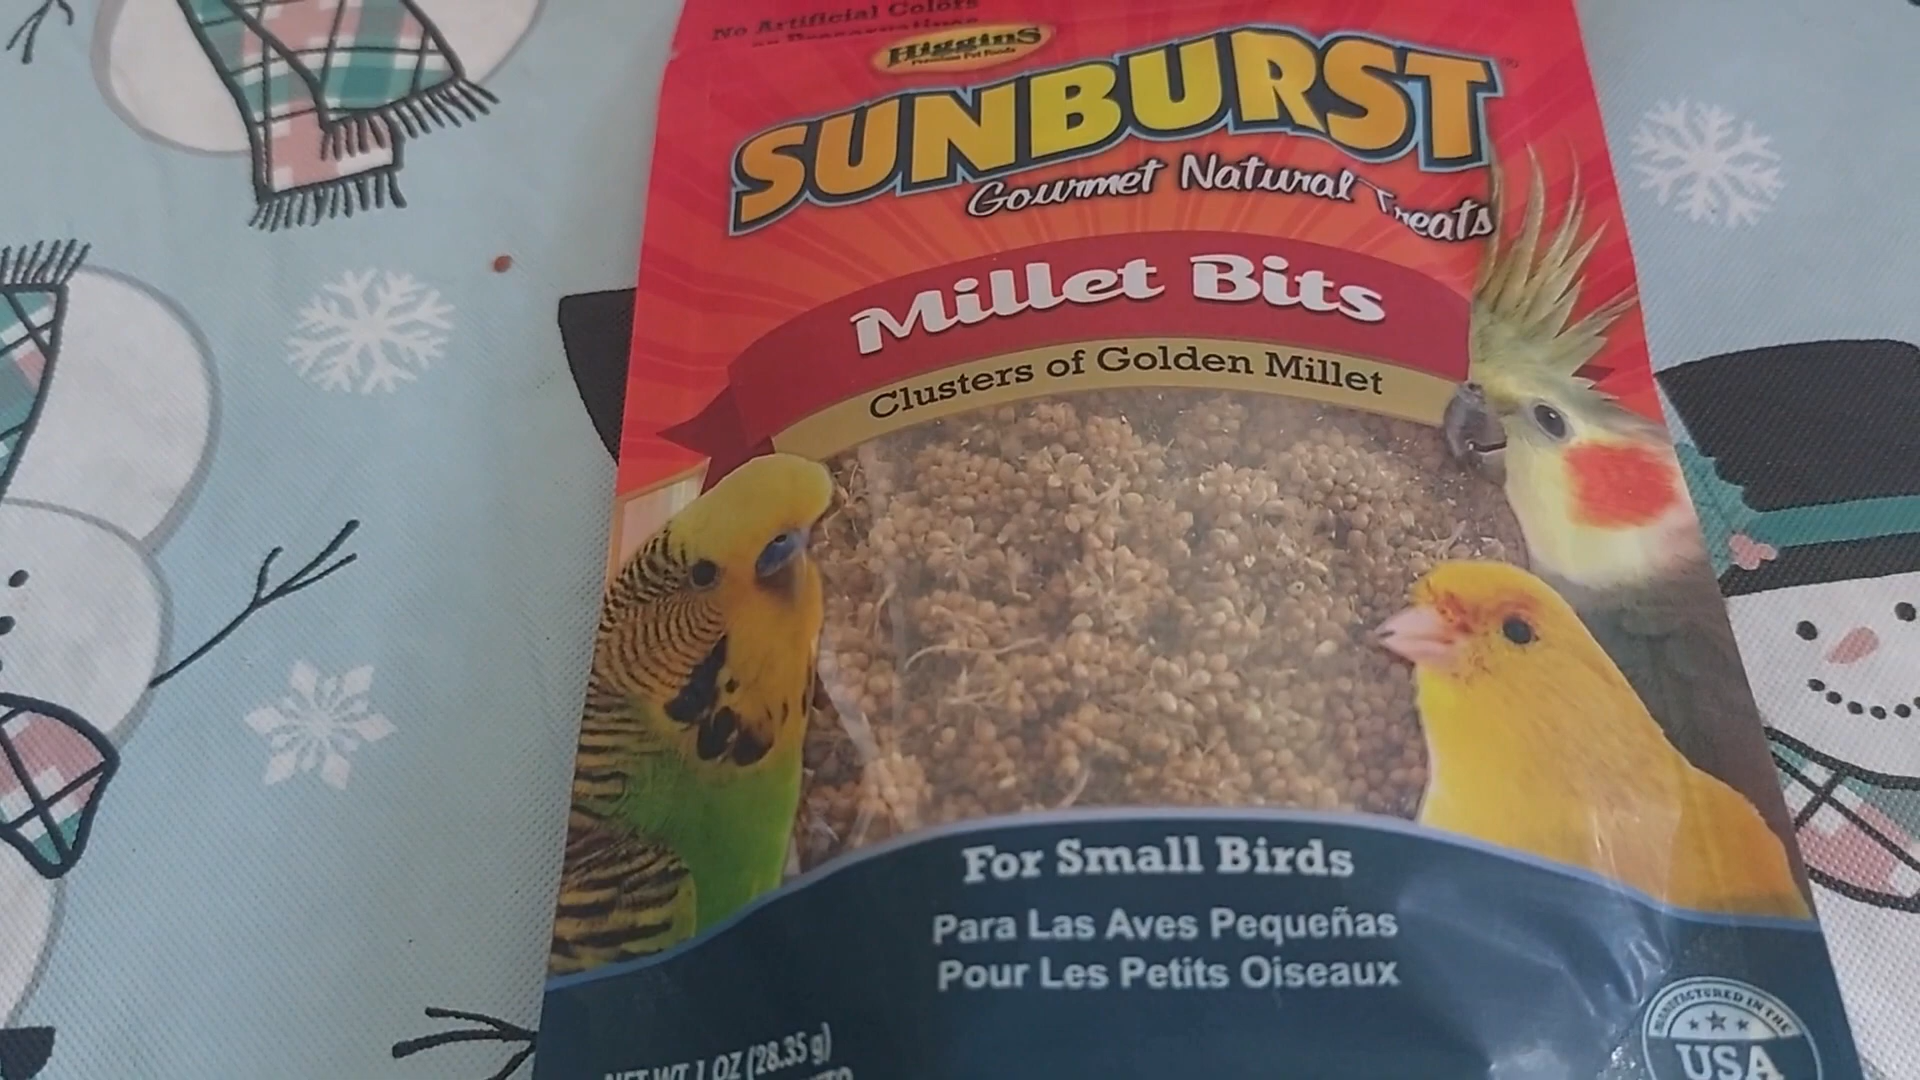 No Artificial Colors
or Preservatives
HigginS
Premium Pet Foods
SUNBURST
Gourmet Natural Treats
Millet Bits
Clusters of Golden Millet
For Small Birds
Para Las Aves Pequeñas
Pour Les Petits Oiseaux
NET WT 1 OZ (28.35 g)
MANUFACTURED IN THE
USA